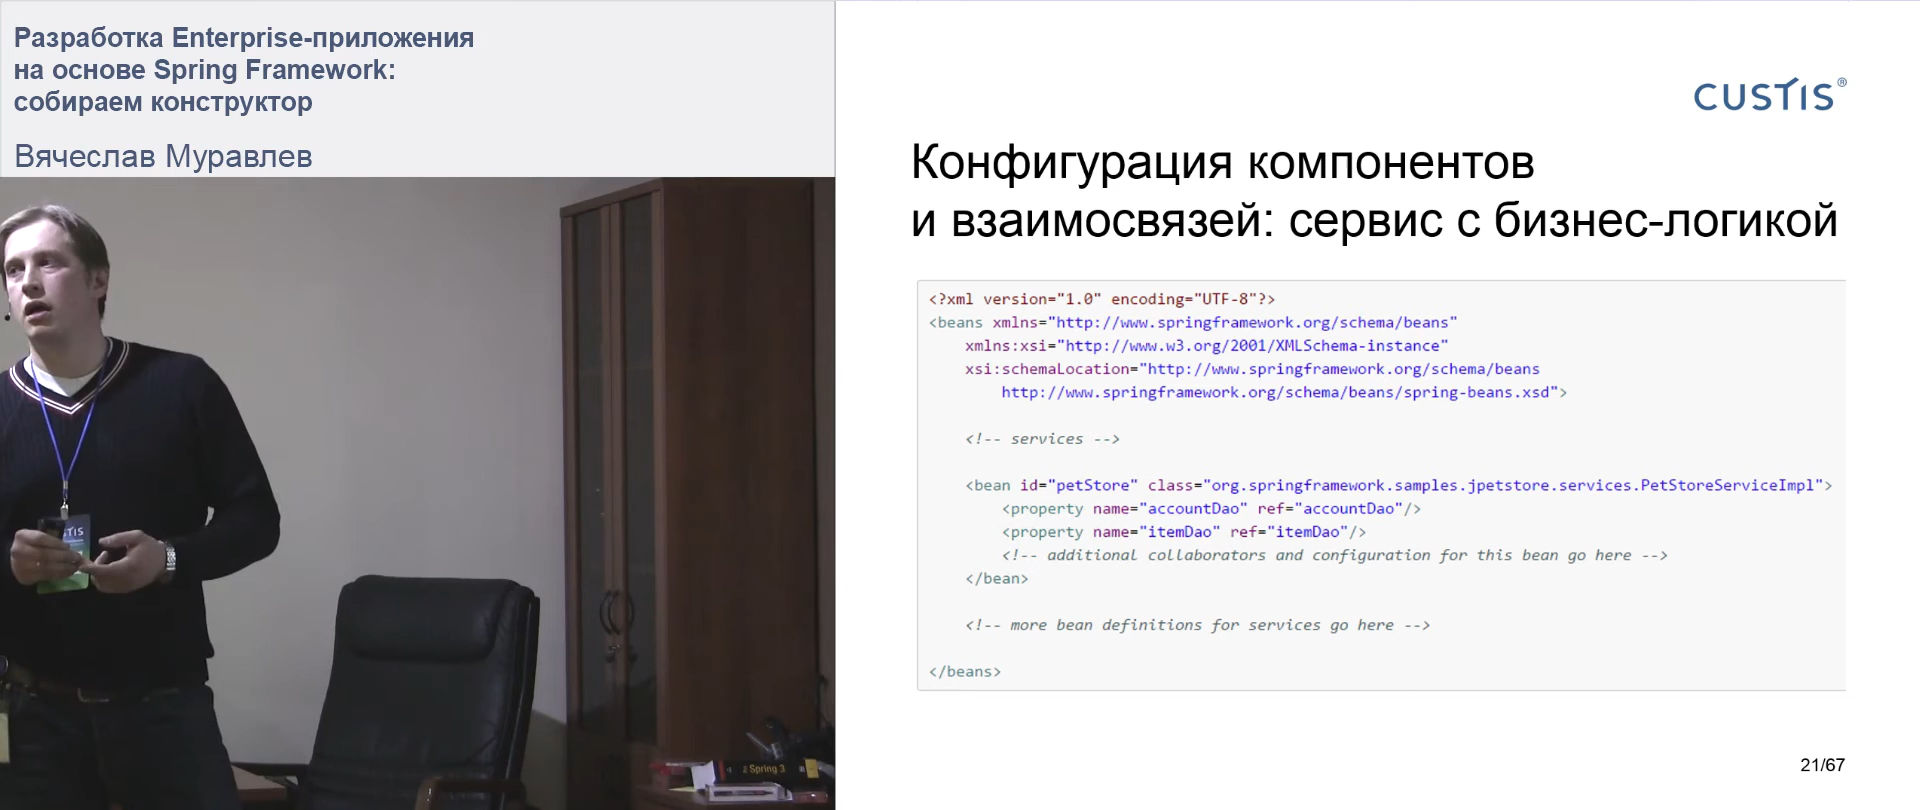 Разработка Enterprise-приложения
на основе Spring Framework:
собираем конструктор
Вячеслав Муравлев
CUSTIS®
Конфигурация компонентов
и взаимосвязей: сервис с бизнес-логикой
<?xml version="1.0" encoding="UTF-8"?>
<beans xmlns="http://www.springframework.org/schema/beans"
xmlns:xsi="http://www.w3.org/2001/XMLSchema-instance"
xsi:schemaLocation="http://www.springframework.org/schema/beans
http://www.springframework.org/schema/beans/spring-beans.xsd">
<!-- services -->
<bean id="petStore" class="org.springframework.samples.jpetstore.services.PetStoreServiceImpl">
<property name="accountDao" ref="accountDao"/>
<property name="itemDao" ref="itemDao"/>
<!-- additional collaborators and configuration for this bean go here -->
</bean>
<!-- more bean definitions for services go here -->
</beans>
21/67
Spring 3